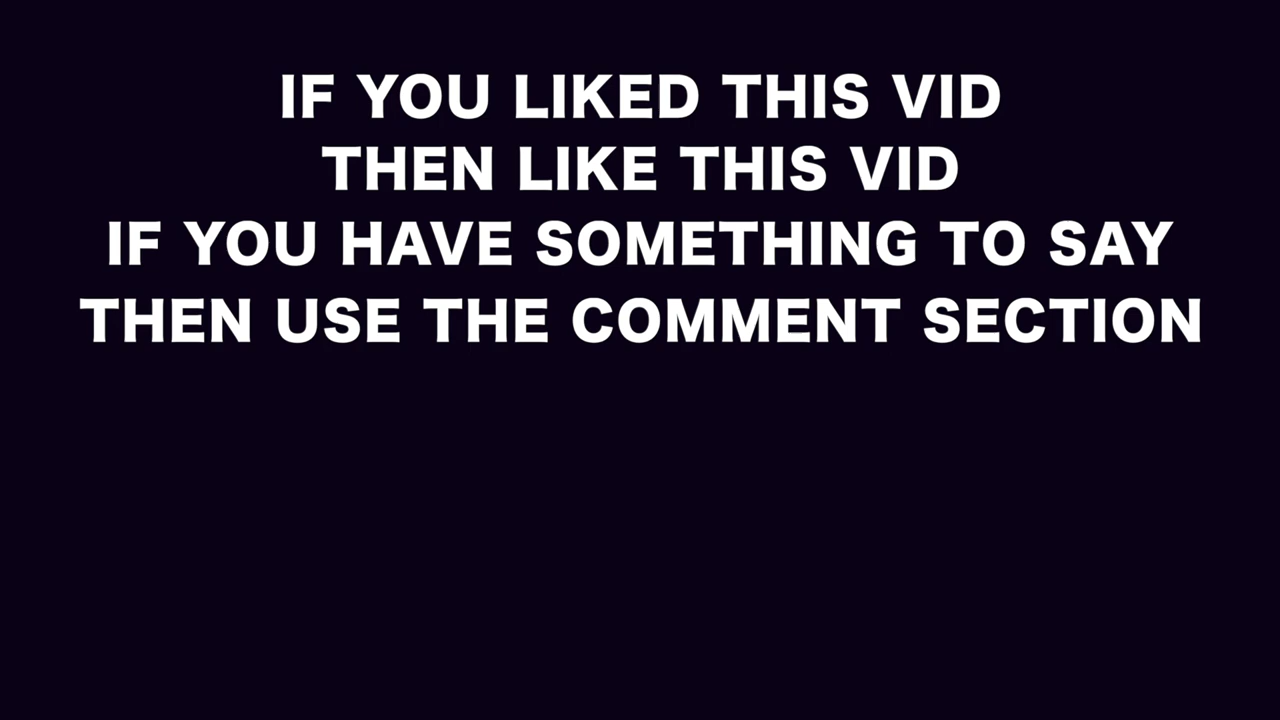 IF YOU LIKED THIS VID
THEN LIKE THIS VID
IF YOU HAVE SOMETHING TO SAY
THEN USE THE COMMENT SECTION